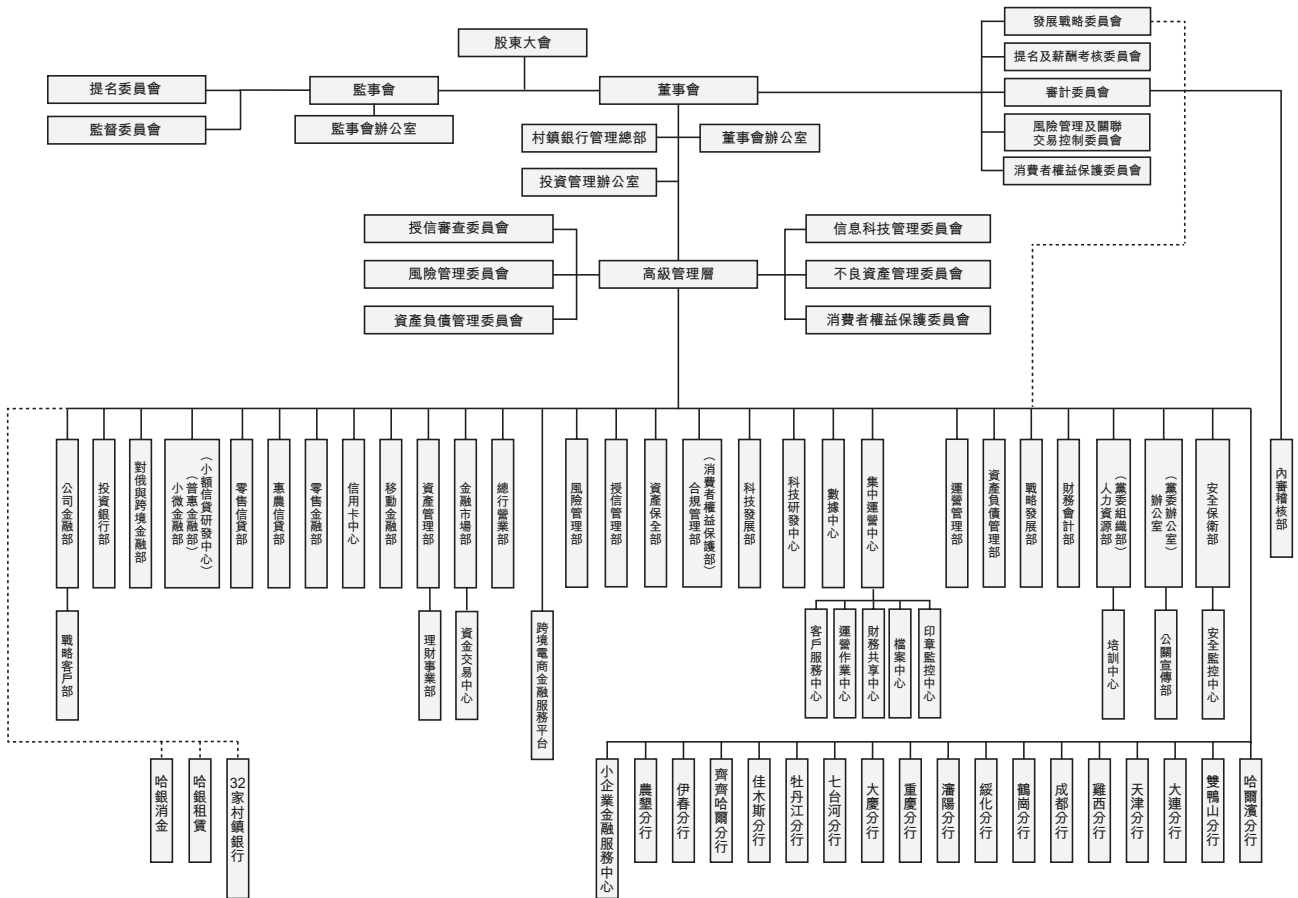 股東大會
提名委員會
監督委員會
監事會
監事會辦公室
董事會
村鎮銀行管理總部
董事會辦公室
投資管理辦公室
發展戰略委員會
提名及薪酬考核委員會
審計委員會
風險管理及關聯
交易控制委員會
消費者權益保護委員會
授信審查委員會
風險管理委員會
資產負債管理委員會
高級管理層
信息科技管理委員會
不良資產管理委員會
消費者權益保護委員會
公司金融部
投資銀行部
對俄與跨境金融部
小微金融部
（普惠金融部）
（小額信貸研發中心）
零售信貸部
惠農信貸部
零售金融部
信用卡中心
移動金融部
資產管理部
金融市場部
總行營業部
風險管理部
授信管理部
資產保全部
合規管理部
（消費者權益保護部）
科技發展部
科技研發中心
數據中心
集中運營中心
運營管理部
資產負債管理部
戰略發展部
財務會計部
人力資源部
（黨委組織部）
辦公室
（黨委辦公室）
安全保衛部
內審稽核部
戰略客戶部
理財事業部
資金交易中心
跨境電商金融服務平台
客戶服務中心
運營作業中心
財務共享中心
檔案中心
印章監控中心
培訓中心
公關宣傳部
安全監控中心
哈銀消金
哈銀租賃
32家村鎮銀行
小企業金融服務中心
農墾分行
伊春分行
齊齊哈爾分行
佳木斯分行
牡丹江分行
七台河分行
大慶分行
重慶分行
瀋陽分行
綏化分行
鶴崗分行
成都分行
雞西分行
天津分行
大連分行
雙鴨山分行
哈爾濱分行